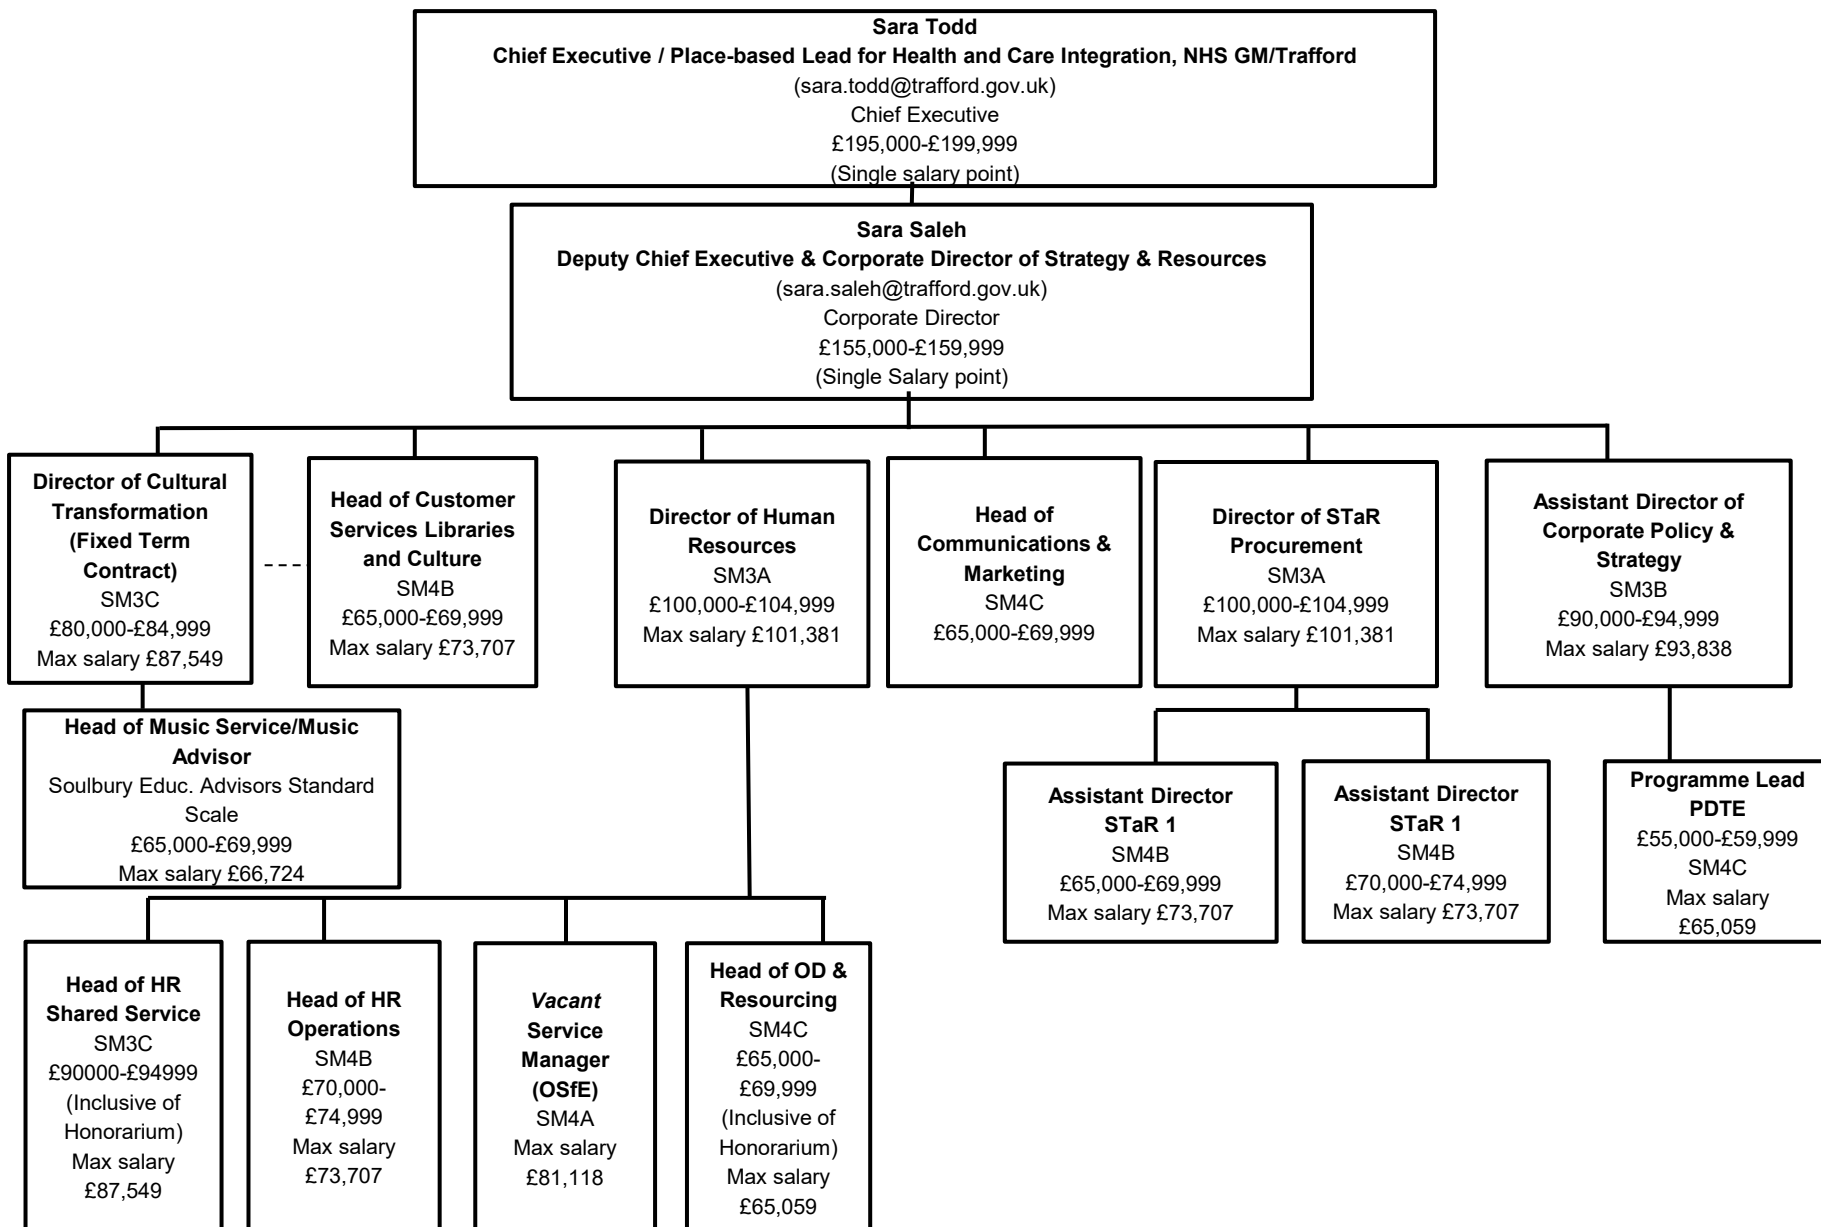 Sara Todd
Chief Executive / Place-based Lead for Health and Care Integration, NHS GM/Trafford
(sara.todd@trafford.gov.uk)
Chief Executive
£195,000-£199,999
(Single salary point)
Sara Saleh
Deputy Chief Executive & Corporate Director of Strategy & Resources
(sara.saleh@trafford.gov.uk)
Corporate Director
£155,000-£159,999
(Single Salary point)
Director of Cultural
Transformation
(Fixed Term
Contract)
SM3C
£80,000-£84,999
Max salary £87,549
Head of Customer
Services Libraries
and Culture
SM4B
£65,000-£69,999
Max salary £73,707
Director of Human
Resources
SM3A
£100,000-£104,999
Max salary £101,381
Head of
Communications &
Marketing
SM4C
£65,000-£69,999
Director of STaR
Procurement
SM3A
£100,000-£104,999
Max salary £101,381
Assistant Director of
Corporate Policy &
Strategy
SM3B
£90,000-£94,999
Max salary £93,838
Head of Music Service/Music
Advisor
Soulbury Educ. Advisors Standard
Scale
£65,000-£69,999
Max salary £66,724
Assistant Director
STaR 1
SM4B
£65,000-£69,999
Max salary £73,707
Assistant Director
STaR 1
SM4B
£70,000-£74,999
Max salary £73,707
Programme Lead
PDTE
£55,000-£59,999
SM4C
Max salary
£65,059
Head of HR
Shared Service
SM3C
£90000-£94999
(Inclusive of
Honorarium)
Max salary
£87,549
Head of HR
Operations
SM4B
£70,000-
£74,999
Max salary
£73,707
Vacant
Service
Manager
(OSfE)
SM4A
Max salary
£81,118
Head of OD &
Resourcing
SM4C
£65,000-
£69,999
(Inclusive of
Honorarium)
Max salary
£65,059